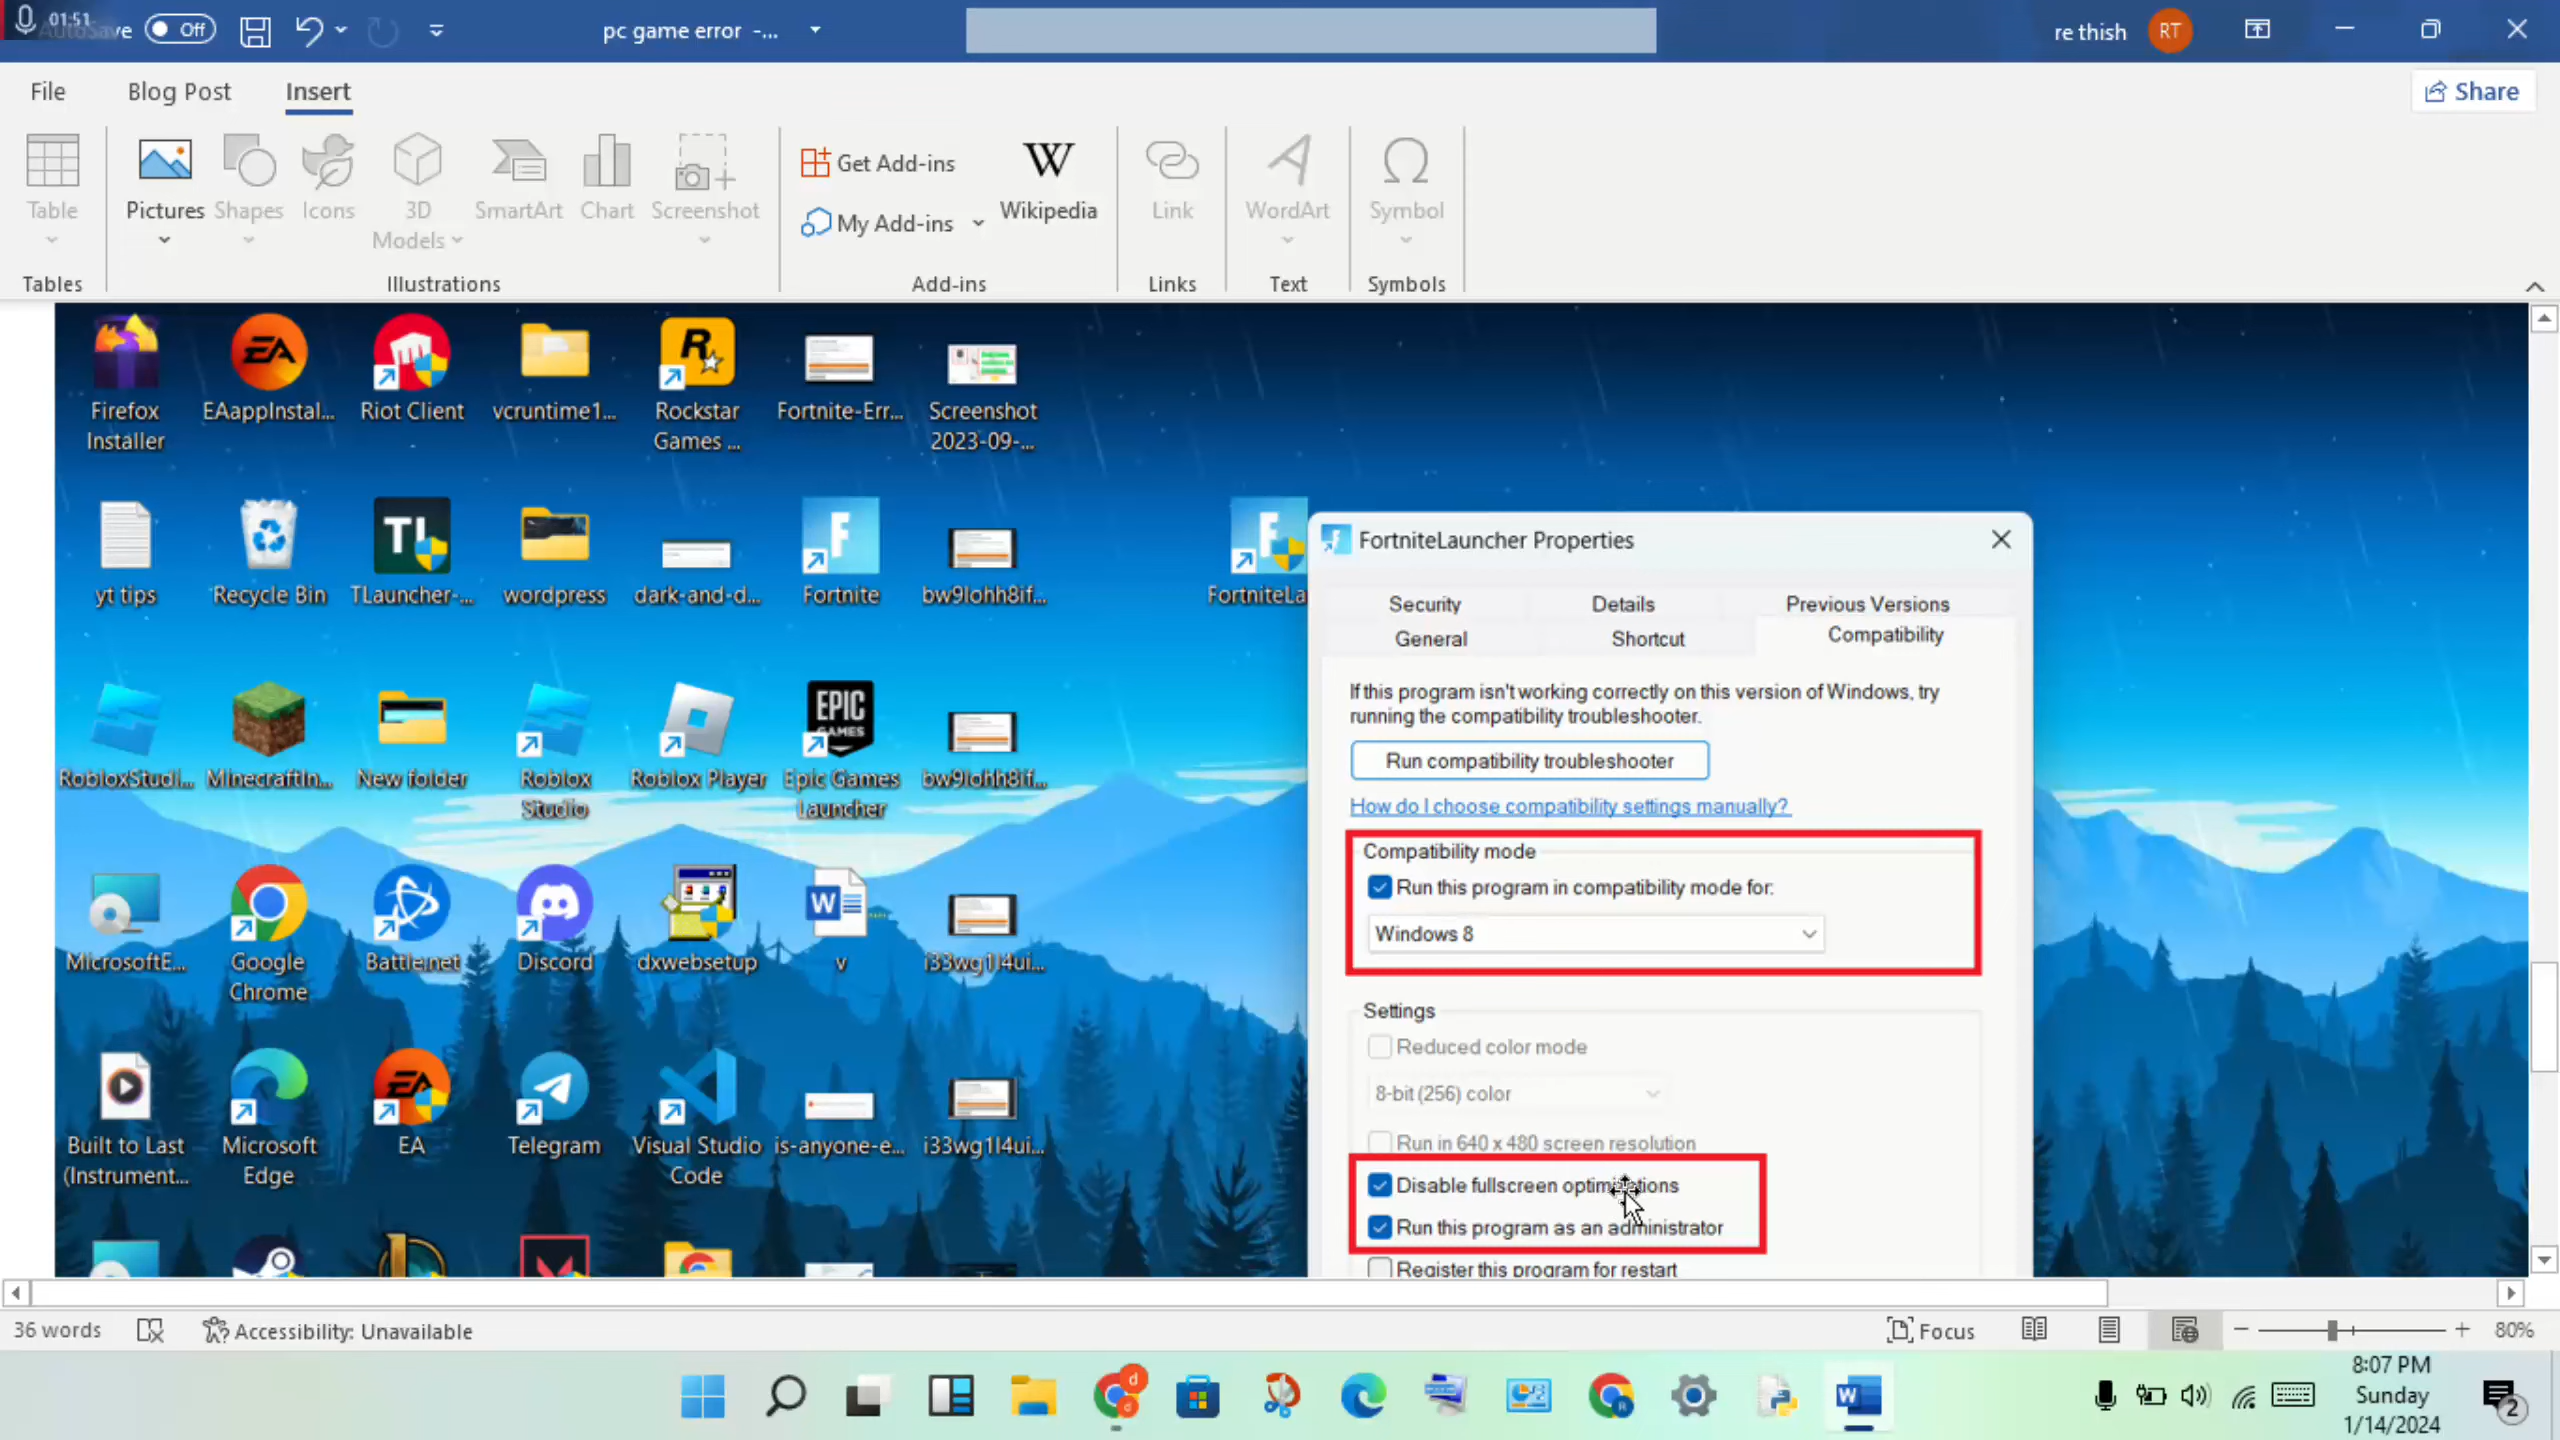 01:51
AutoSave Off pc game error -... re thish RT
File Blog Post Insert Share
Table Pictures Shapes Icons 3D Models SmartArt Chart Screenshot Get Add-ins My Add-ins W Wikipedia Link WordArt Symbol
Tables Illustrations Add-ins Links Text Symbols
Firefox Installer
EAappInstal...
Riot Client
vcruntime1...
Rockstar Games ...
Fortnite-Err...
Screenshot 2023-09-...
yt tips
Recycle Bin
TLauncher-...
wordpress
dark-and-d...
Fortnite
bw9lohh8if...
FortniteLa
RobloxStudi...
MinecraftIn...
New folder
Roblox Studio
Roblox Player
EPIC GAMES
Epic Games Launcher
bw9lohh8if...
MicrosoftE...
Google Chrome
Battle.net
Discord
dxwebsetup
v
i33wg1l4ui...
Built to Last (Instrument...
Microsoft Edge
EA
Telegram
Visual Studio Code
is-anyone-e...
i33wg1l4ui...
FortniteLauncher Properties
Security Details Previous Versions
General Shortcut Compatibility
If this program isn't working correctly on this version of Windows, try
running the compatibility troubleshooter.
Run compatibility troubleshooter
How do I choose compatibility settings manually?
Compatibility mode
Run this program in compatibility mode for:
Windows 8
Settings
Reduced color mode
8-bit (256) color
Run in 640 x 480 screen resolution
Disable fullscreen optimizations
Run this program as an administrator
Register this program for restart
36 words Accessibility: Unavailable Focus 80%
8:07 PM
Sunday
1/14/2024
2